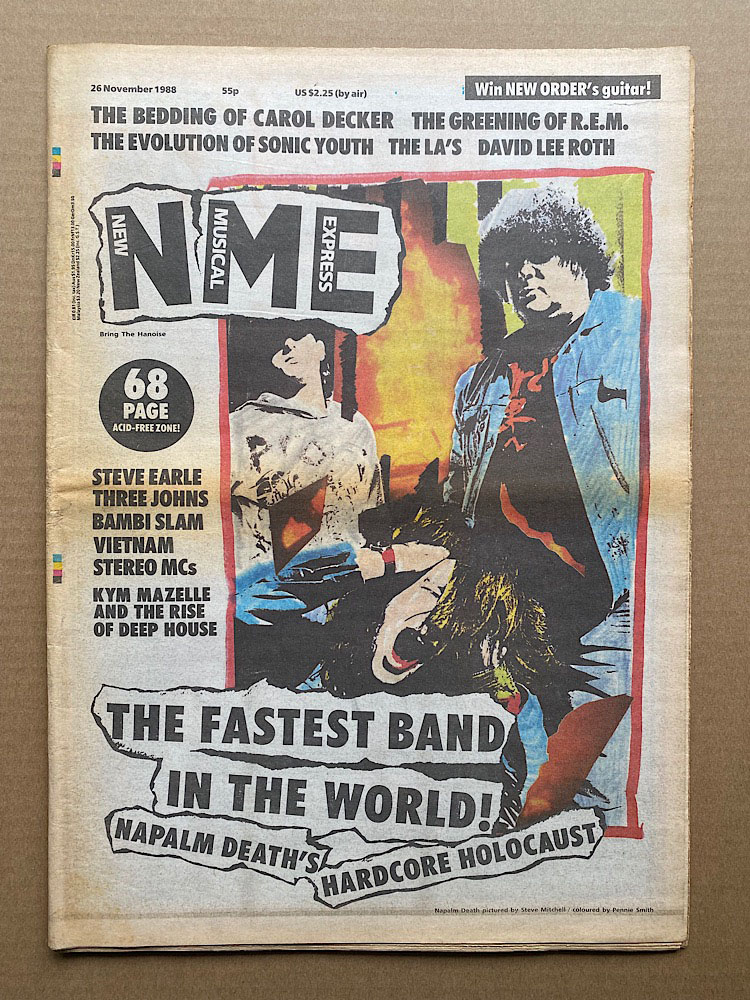 26 November 1988 55p US $2.25 (by air) Win NEW ORDER's guitar!
THE BEDDING OF CAROL DECKER THE GREENING OF R.E.M.
THE EVOLUTION OF SONIC YOUTH THE LA'S DAVID LEE ROTH
NME
NEW MUSICAL EXPRESS
Bring The Hanoise
68
PAGE
ACID-FREE ZONE!
STEVE EARLE
THREE JOHNS
BAMBI SLAM
VIETNAM
STEREO MCs
KYM MAZELLE
AND THE RISE
OF DEEP HOUSE
THE FASTEST BAND
IN THE WORLD!
NAPALM DEATH'S
HARDCORE HOLOCAUST
Napalm Death pictured by Steve Mitchell / coloured by Pennie Smith